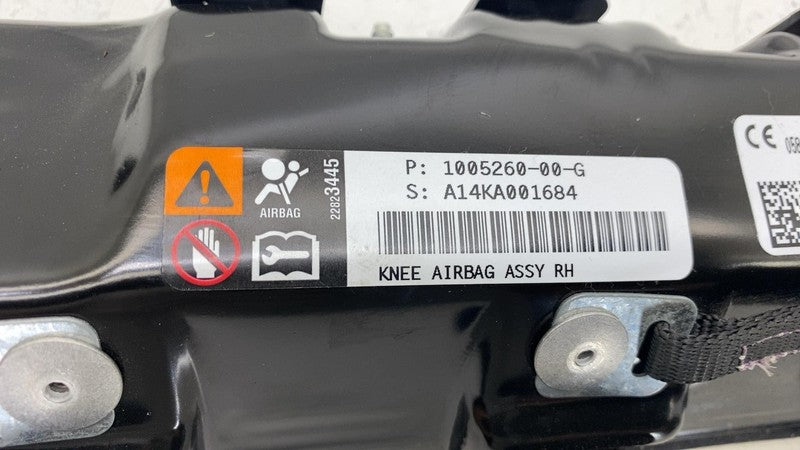 P: 1005260-00-G
S: A14KA001684
KNEE AIRBAG ASSY RH
AIRBAG
22823445
CE